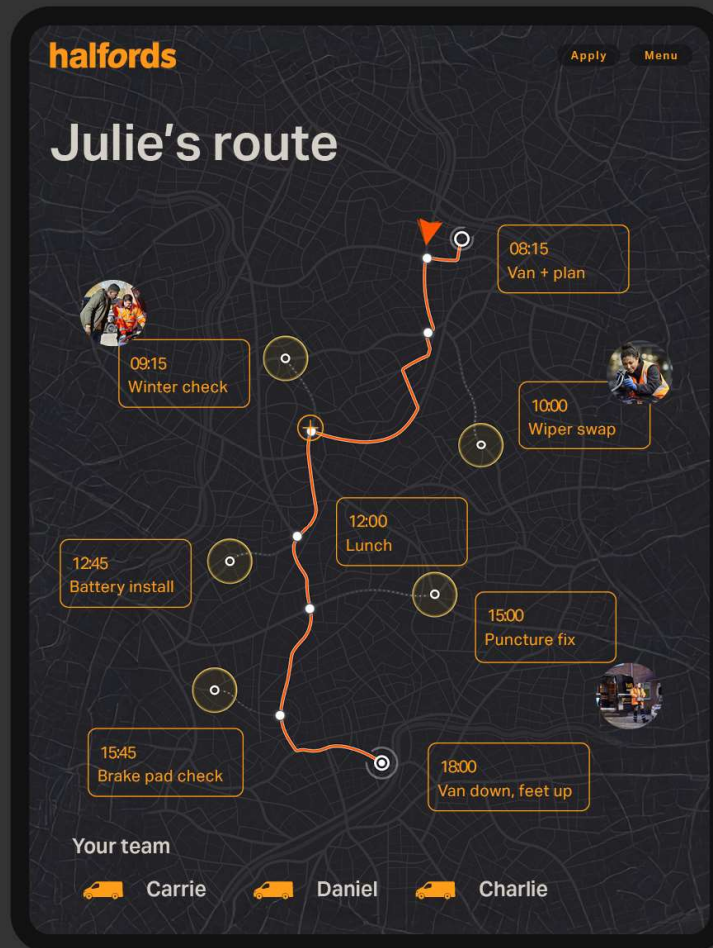 halfords
Apply
Menu
Julie's route
08:15
Van + plan
09:15
Winter check
10:00
Wiper swap
12:00
Lunch
12:45
Battery install
15:00
Puncture fix
15:45
Brake pad check
18:00
Van down, feet up
Your team
Carrie
Daniel
Charlie